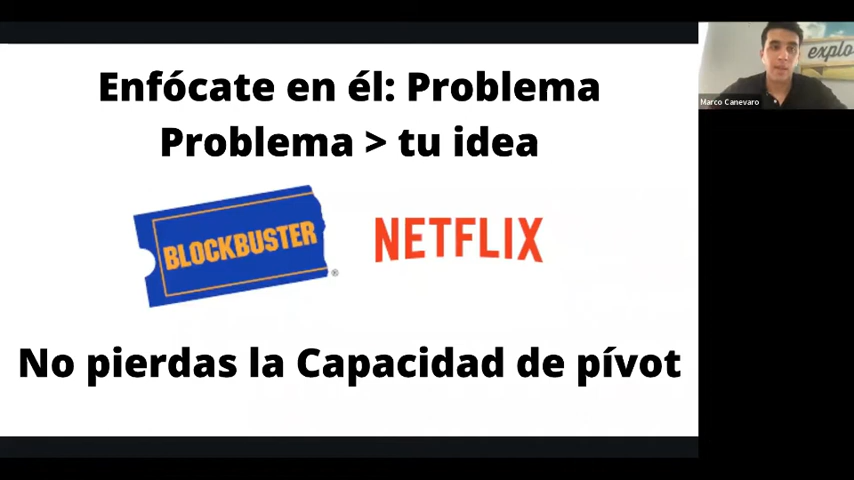 Enfócate en él: Problema
Problema > tu idea
BLOCKBUSTER
®
NETFLIX
No pierdas la Capacidad de pívot
explo
Marco Canevaro